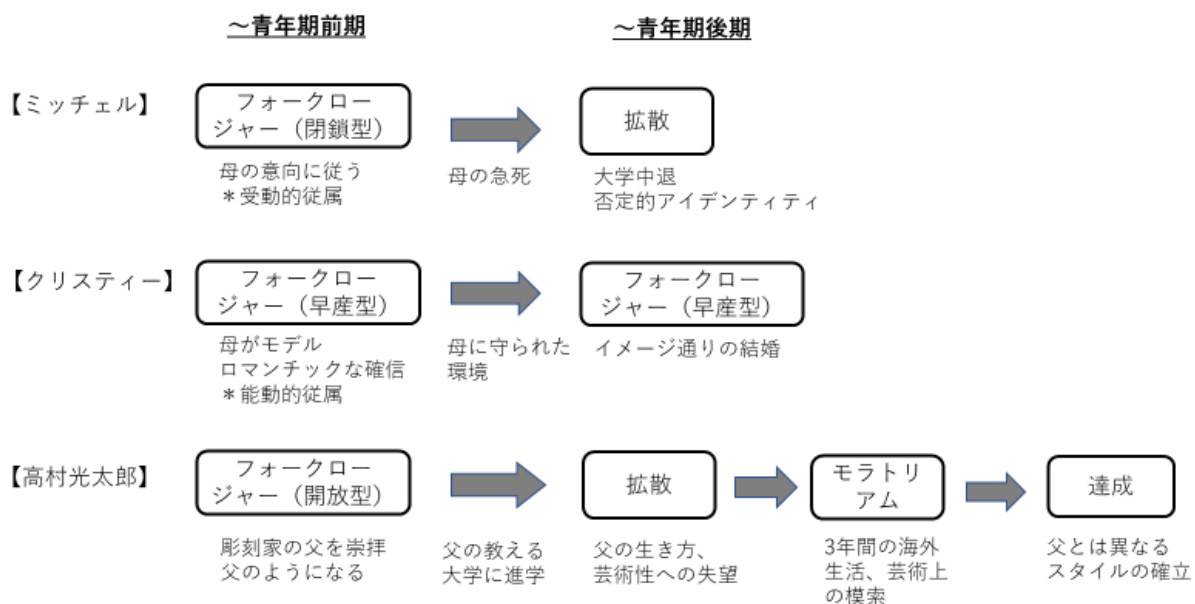 ～青年期前期
～青年期後期
【ミッチェル】
フォークロー
ジャー（閉鎖型）
母の意向に従う
＊受動的従属
母の急死
拡散
大学中退
否定的アイデンティティ
【クリスティー】
フォークロー
ジャー（早産型）
母がモデル
ロマンチックな確信
＊能動的従属
母に守られた
環境
フォークロー
ジャー（早産型）
イメージ通りの結婚
【高村光太郎】
フォークロー
ジャー（開放型）
彫刻家の父を崇拝
父のようになる
父の教える
大学に進学
拡散
父の生き方、
芸術性への失望
モラトリ
アム
3年間の海外
生活、芸術上
の模索
達成
父とは異なる
スタイルの確立